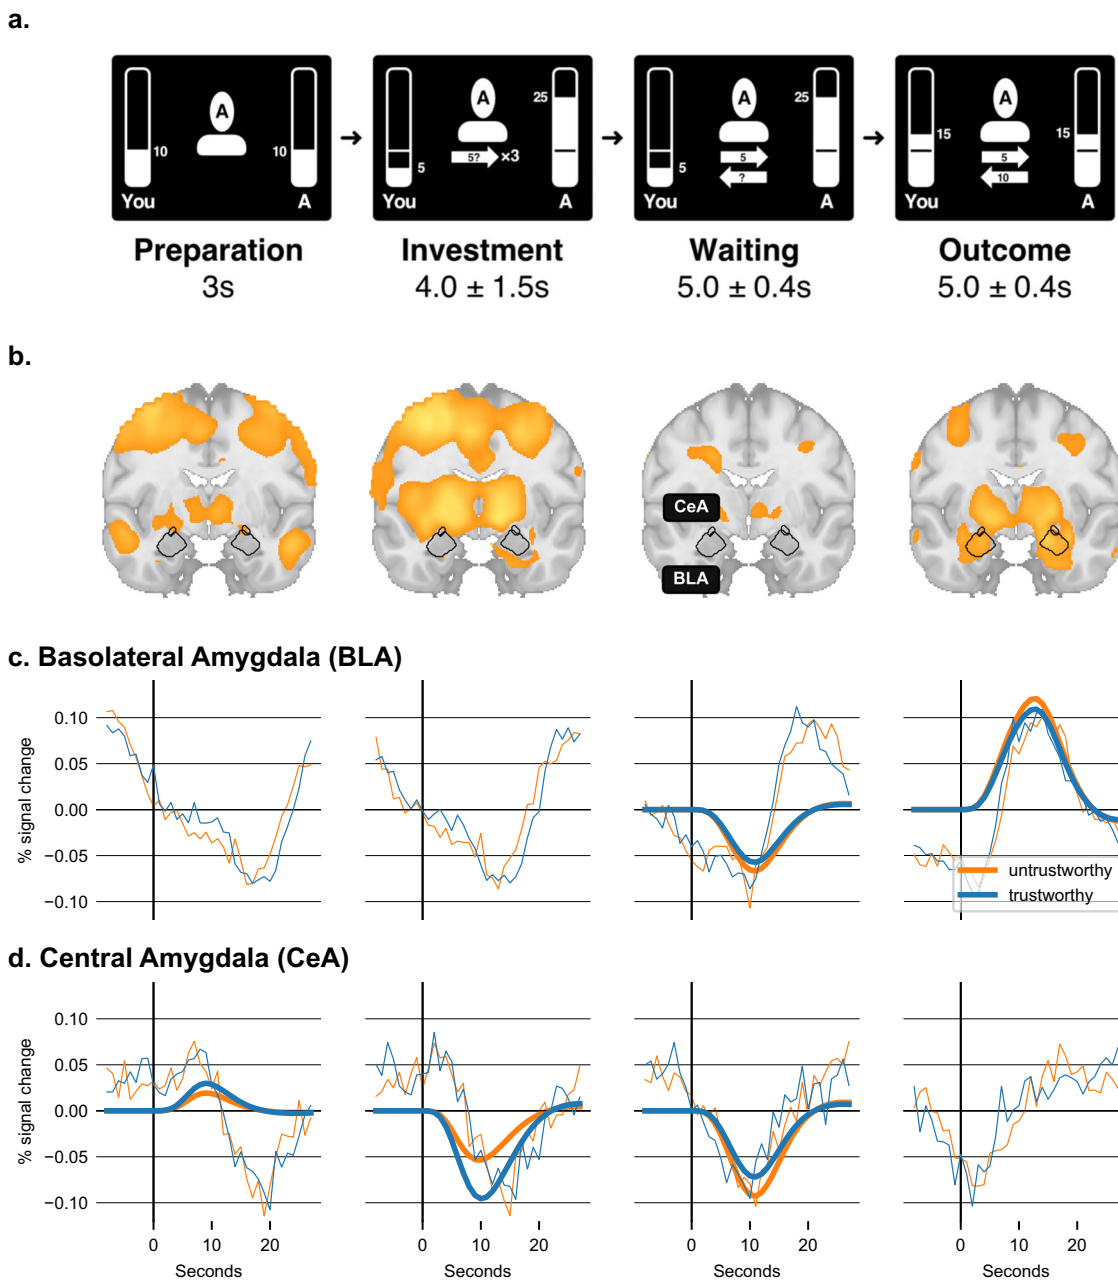 a.
10
A
10
You
A
A
5?
×3
5
25
You
A
A
5
?
5
25
You
A
A
5
10
15
15
You
A
Preparation
3s
Investment
4.0 ± 1.5s
Waiting
5.0 ± 0.4s
Outcome
5.0 ± 0.4s
b.
CeA
BLA
c. Basolateral Amygdala (BLA)
% signal change
0.10
0.05
0.00
−0.05
−0.10
untrustworthy
trustworthy
d. Central Amygdala (CeA)
% signal change
0.10
0.05
0.00
−0.05
−0.10
0 10 20
0 10 20
0 10 20
0 10 20
Seconds
Seconds
Seconds
Seconds